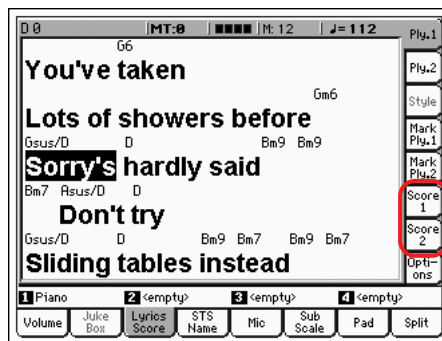 D 0 MT:0 M: 12 ♩=112
G6
You've taken
Gm6
Lots of showers before
Gsus/D D Bm9 Bm9
Sorry's hardly said
Bm7 Asus/D D
Don't try
Gsus/D D Bm9 Bm7 Bm9 Bm7
Sliding tables instead
1 Piano 2 <empty> 3 <empty> 4 <empty>
Volume Juke Box Lyrics Score STS Name Mic Sub Scale Pad Split
Ply.1
Ply.2
Style
Mark Ply.1
Mark Ply.2
Score 1
Score 2
Opti-
ons